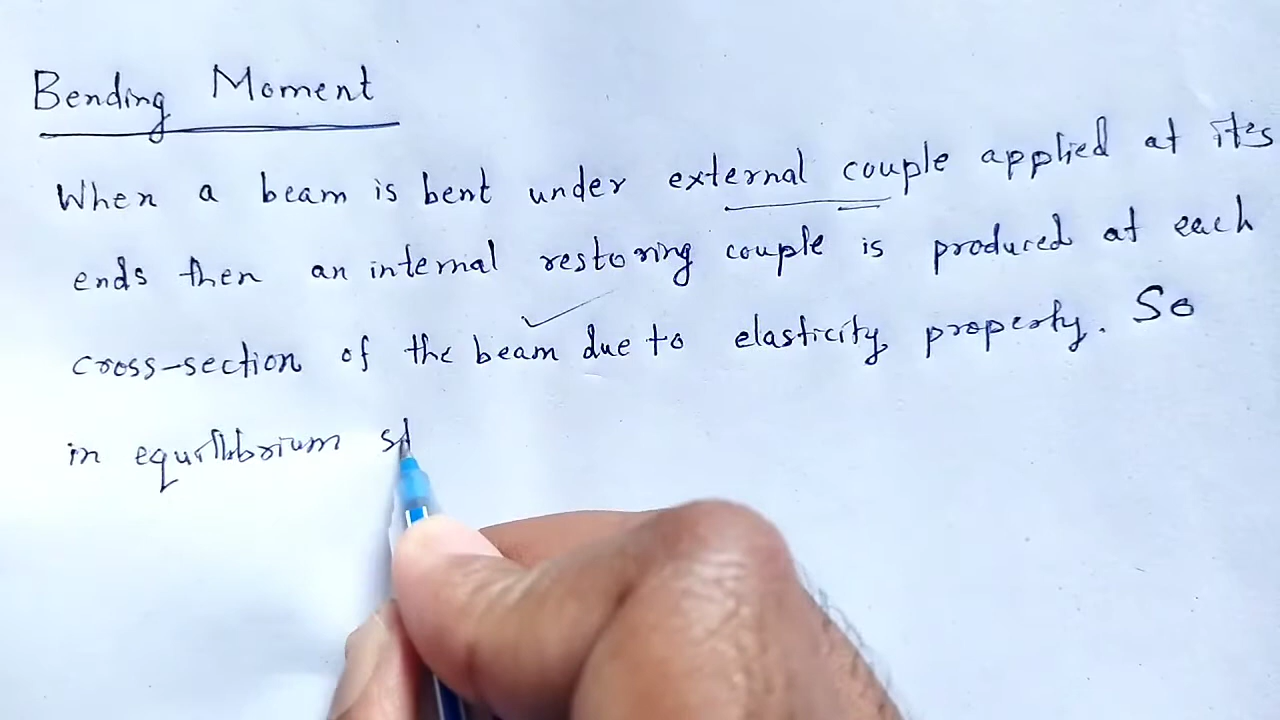 Bending Moment
When a beam is bent under external couple applied at it's
ends then an internal restoring couple is produced at each
cross-section of the beam due to elasticity property. So
in equilibrium